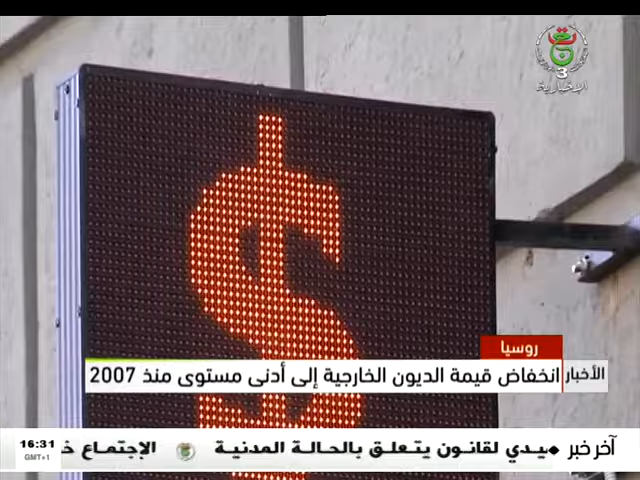 3
الإخبارية
$
روسيا
الأخبار
انخفاض قيمة الديون الخارجية إلى أدنى مستوى منذ 2007
آخر خبر
يدي لقانون يتعلق بالحالة المدنية
الإجتماع
16:31
GMT+1